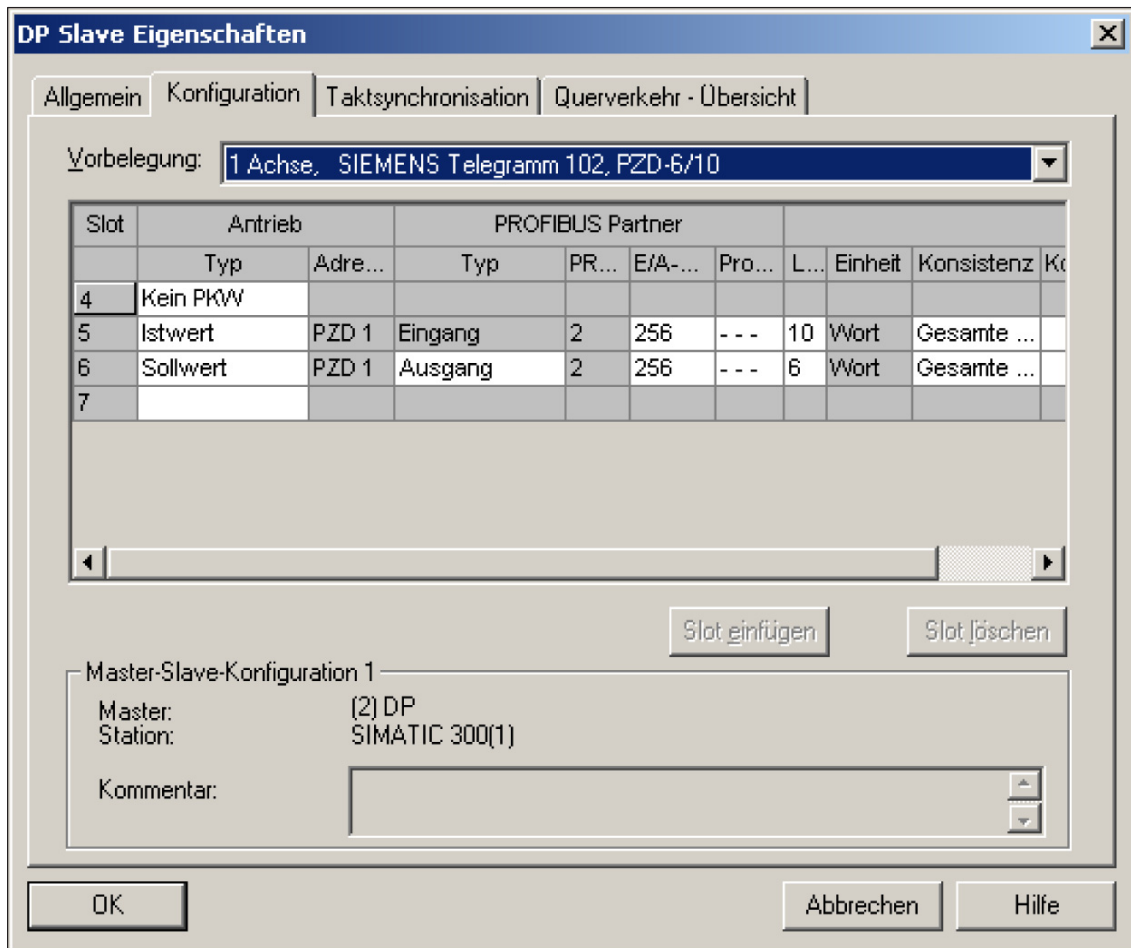 DP Slave Eigenschaften
Allgemein Konfiguration Taktsynchronisation Querverkehr - Übersicht
Vorbelegung: 1 Achse, SIEMENS Telegramm 102, PZD-6/10
Slot Antrieb PROFIBUS Partner
Typ Adre... Typ PR... E/A-... Pro... L... Einheit Konsistenz
4 Kein PKW
5 Istwert PZD 1 Eingang 2 256 - - - 10 Wort Gesamte ...
6 Sollwert PZD 1 Ausgang 2 256 - - - 6 Wort Gesamte ...
7
Slot einfügen Slot löschen
Master-Slave-Konfiguration 1
Master: (2) DP
Station: SIMATIC 300(1)
Kommentar:
OK Abbrechen Hilfe